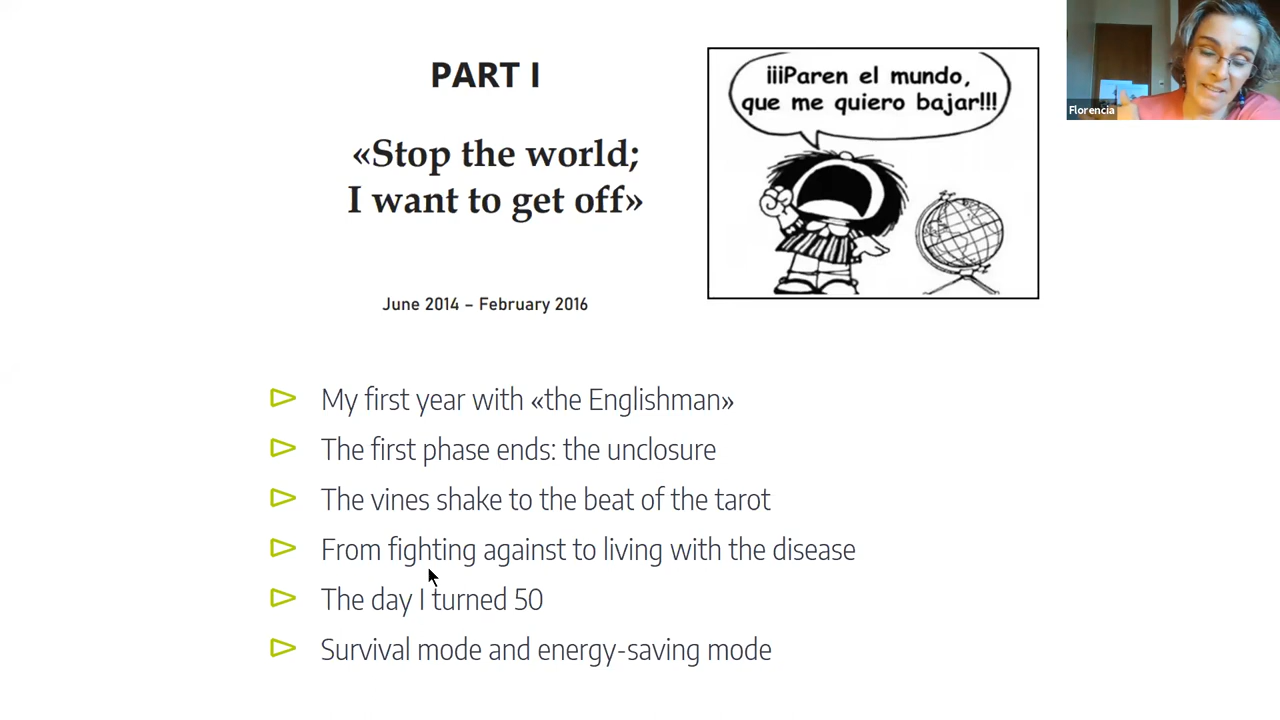 PART I
«Stop the world;
I want to get off»
June 2014 – February 2016
¡¡¡Paren el mundo,
que me quiero bajar!!!
Florencia
My first year with «the Englishman»
The first phase ends: the unclosure
The vines shake to the beat of the tarot
From fighting against to living with the disease
The day I turned 50
Survival mode and energy-saving mode